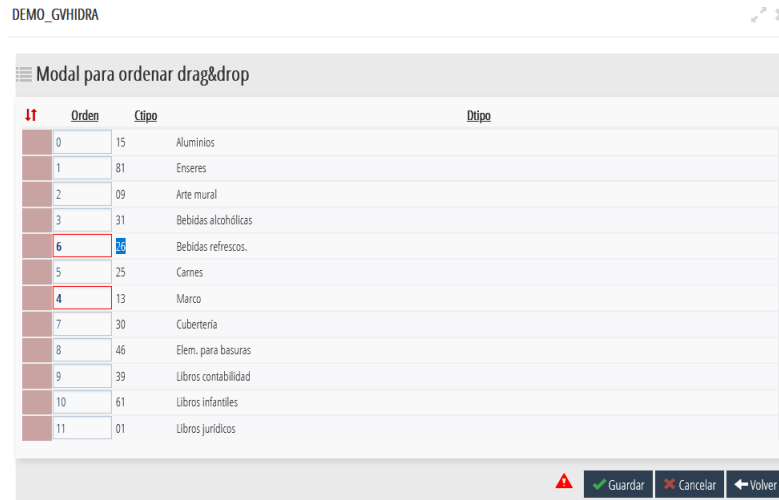 DEMO_GVHIDRA
Modal para ordenar drag&drop
Orden Ctipo Dtipo
0 15 Aluminios
1 81 Enseres
2 09 Arte mural
3 31 Bebidas alcohólicas
6 26 Bebidas refrescos.
5 25 Carnes
4 13 Marco
7 30 Cubertería
8 46 Elem. para basuras
9 39 Libros contabilidad
10 61 Libros infantiles
11 01 Libros jurídicos
Guardar Cancelar Volver